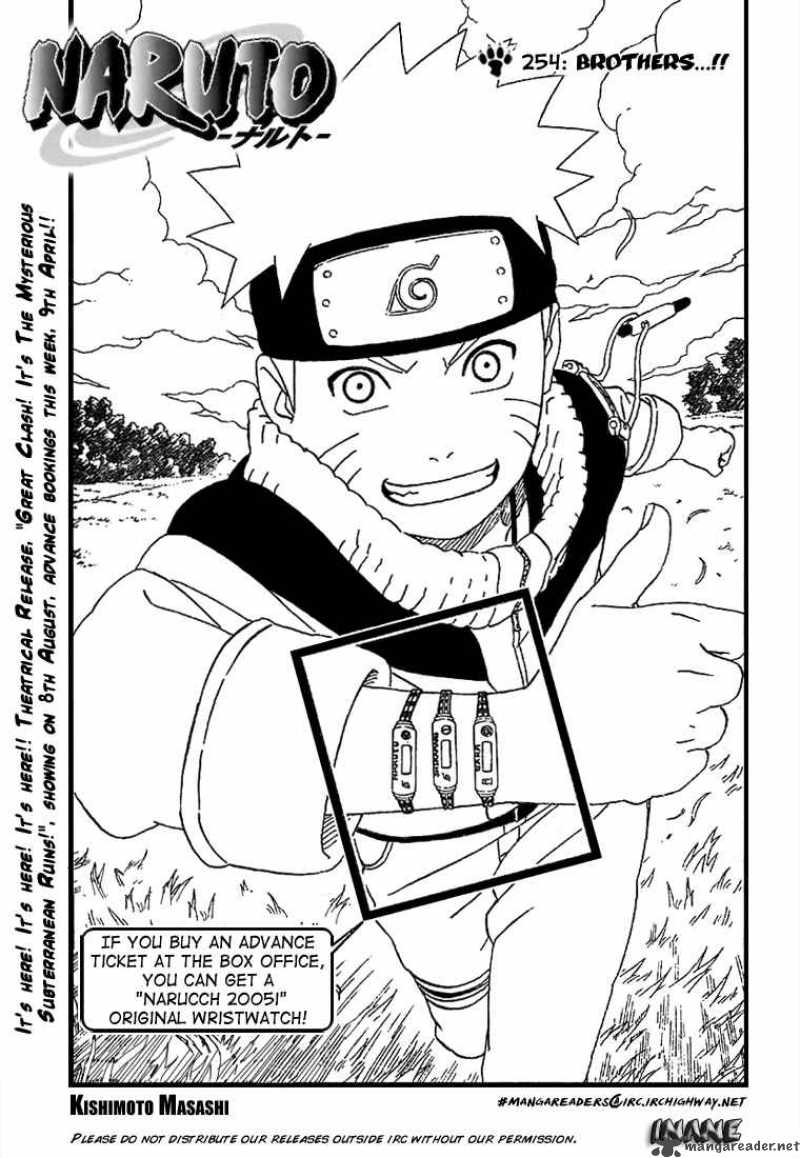 NARUTO
-ナルト-
254: BROTHERS...!!
IT'S HERE! IT'S HERE! IT'S HERE!! THEATRICAL RELEASE, "GREAT CLASH! IT'S THE MYSTERIOUS
SUBTERRANEAN RUINS!", SHOWING ON 8TH AUGUST, ADVANCE BOOKINGS THIS WEEK, 9TH APRIL!!
NARUTO
GAARA
IF YOU BUY AN ADVANCE
TICKET AT THE BOX OFFICE,
YOU CAN GET A
"NARUCCH 2005!"
ORIGINAL WRISTWATCH!
KISHIMOTO MASASHI
#MANGAREADERS@IRC.IRCHIGHWAY.NET
PLEASE DO NOT DISTRIBUTE OUR RELEASES OUTSIDE IRC WITHOUT OUR PERMISSION.
INANE
mangareader.net